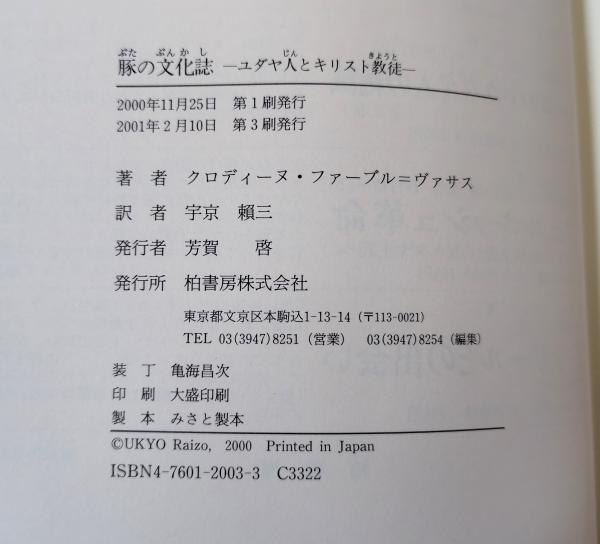 ぶた ぶんかし じん きようと
豚の文化誌 ―ユダヤ人とキリスト教徒―
2000年11月25日 第1刷発行
2001年2月10日 第3刷発行
著者 クロディーヌ・ファーブル=ヴァサス
訳者 宇京 頼三
発行者 芳賀 啓
発行所 柏書房株式会社
東京都文京区本駒込1-13-14(〒113-0021)
TEL 03(3947)8251(営業) 03(3947)8254(編集)
装丁 亀海昌次
印刷 大盛印刷
製本 みさと製本
©UKYO Raizo, 2000 Printed in Japan
ISBN4-7601-2003-3 C3322